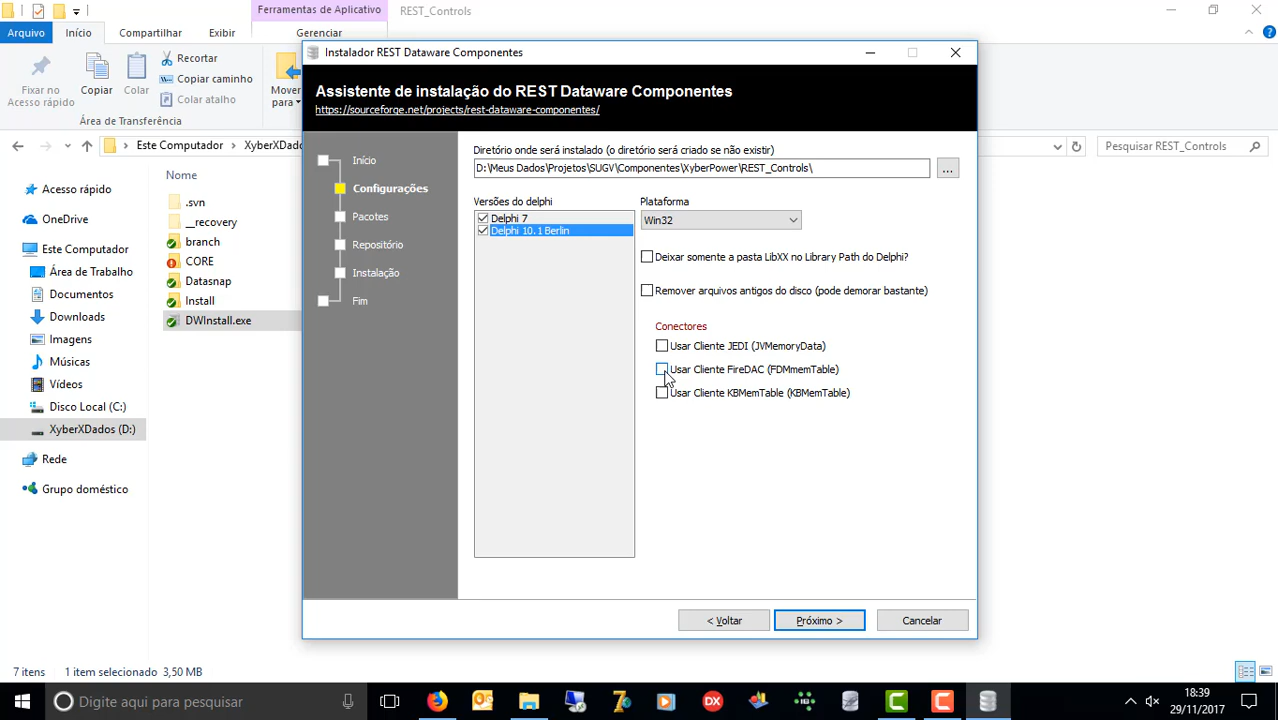 Ferramentas de Aplicativo
REST_Controls
Arquivo
Início
Compartilhar
Exibir
Gerenciar
Fixar no
Acesso rápido
Copiar
Colar
Recortar
Copiar caminho
Colar atalho
Mover
para
Área de Transferência
Este Computador
XyberXDado
Pesquisar REST_Controls
Acesso rápido
OneDrive
Este Computador
Área de Trabalho
Documentos
Downloads
Imagens
Músicas
Vídeos
Disco Local (C:)
XyberXDados (D:)
Rede
Grupo doméstico
Nome
.svn
__recovery
branch
CORE
Datasnap
Install
DWInstall.exe
Instalador REST Dataware Componentes
Assistente de instalação do REST Dataware Componentes
https://sourceforge.net/projects/rest-dataware-componentes/
Início
Configurações
Pacotes
Repositório
Instalação
Fim
Diretório onde será instalado (o diretório será criado se não existir)
D:\Meus Dados\Projetos\SUGV\Componentes\XyberPower\REST_Controls\
...
Versões do delphi
Delphi 7
Delphi 10.1 Berlin
Plataforma
Win32
Deixar somente a pasta LibXX no Library Path do Delphi?
Remover arquivos antigos do disco (pode demorar bastante)
Conectores
Usar Cliente JEDI (JVMemoryData)
Usar Cliente FireDAC (FDMmemTable)
Usar Cliente KBMemTable (KBMemTable)
< Voltar
Próximo >
Cancelar
7 itens
1 item selecionado 3,50 MB
Digite aqui para pesquisar
18:39
29/11/2017